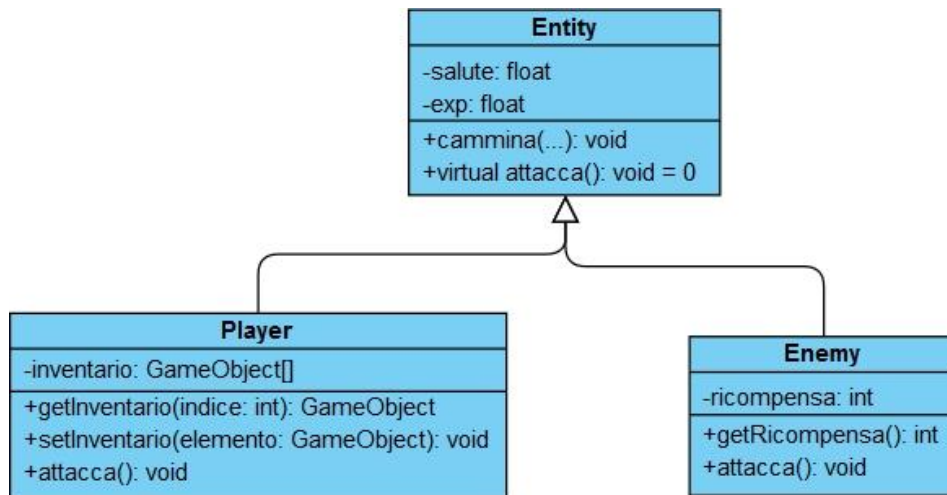 Entity
-salute: float
-exp: float
+cammina(...): void
+virtual attacca(): void = 0
Player
-inventario: GameObject[]
+getInventario(indice: int): GameObject
+setInventario(elemento: GameObject): void
+attacca(): void
Enemy
-ricompensa: int
+getRicompensa(): int
+attacca(): void